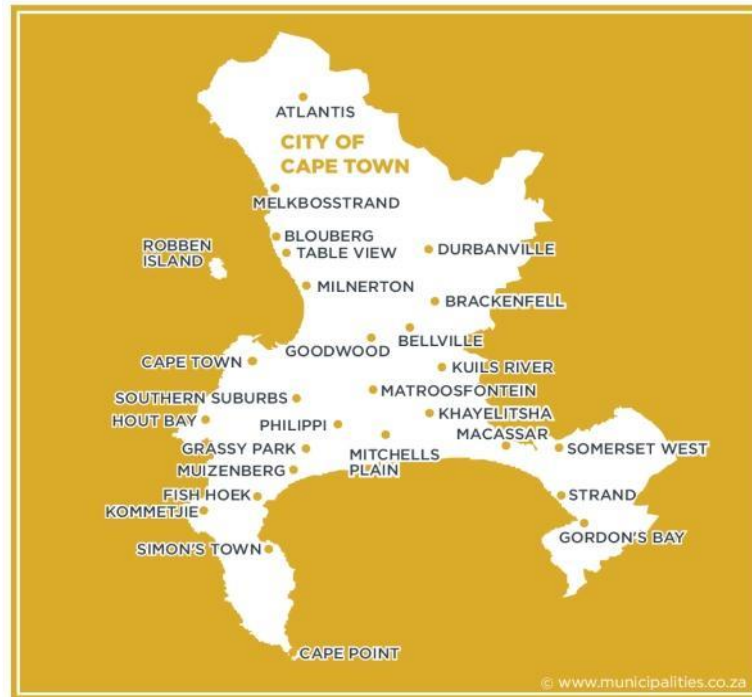 ATLANTIS
CITY OF
CAPE TOWN
MELKBOSSTRAND
BLOUBERG
ROBBEN
ISLAND
TABLE VIEW
DURBANVILLE
MILNERTON
BRACKENFELL
BELLVILLE
GOODWOOD
CAPE TOWN
KUILS RIVER
MATROOSFONTEIN
SOUTHERN SUBURBS
HOUT BAY
PHILIPPI
KHAYELITSHA
MACASSAR
GRASSY PARK
MITCHELLS
PLAIN
SOMERSET WEST
MUIZENBERG
FISH HOEK
STRAND
KOMMETJIE
GORDON'S BAY
SIMON'S TOWN
CAPE POINT
© www.municipalities.co.za